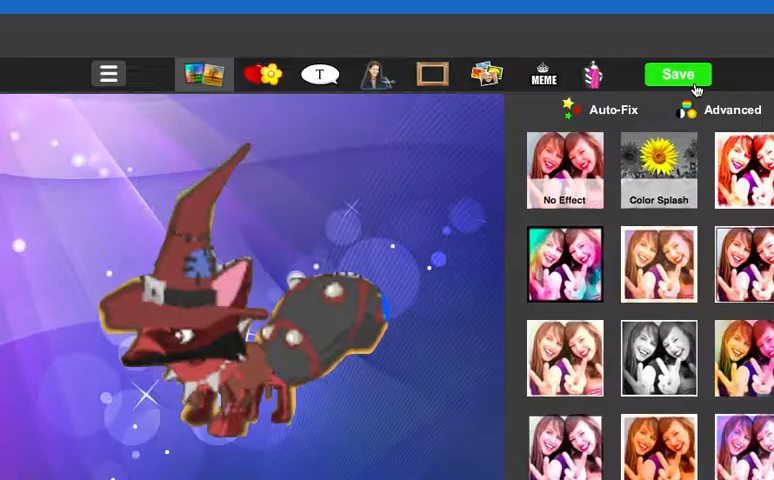 T
MEME
Save
Auto-Fix
Advanced
No Effect
Color Splash